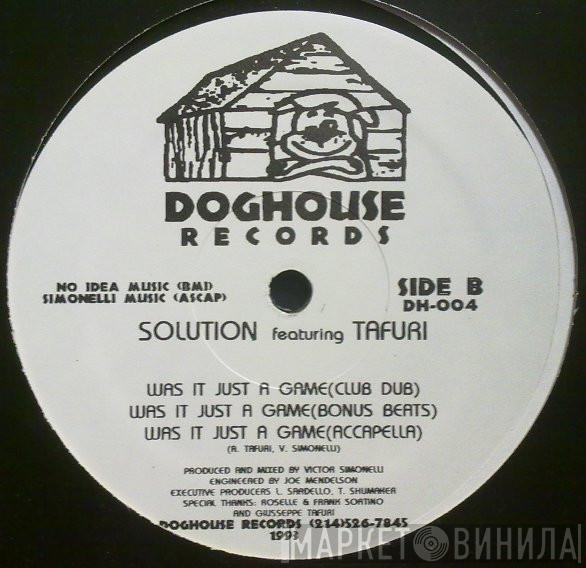 DOGHOUSE
RECORDS
NO IDEA MUSIC (BMI)
SIMONELLI MUSIC (ASCAP)
SIDE B
DH-004
SOLUTION featuring TAFURI
WAS IT JUST A GAME(CLUB DUB)
WAS IT JUST A GAME(BONUS BEATS)
WAS IT JUST A GAME(ACCAPELLA)
(R. TAFURI, V. SIMONELLI)
PRODUCED AND MIXED BY VICTOR SIMONELLI
ENGINEERED BY JOE MENDELSON
EXECUTIVE PRODUCERS L. SARDELLO, T. SHUMAKER
SPECIAL THANKS: ROSELLE & FRANK SORTINO
AND GIUSSEPPE TAFURI
DOGHOUSE RECORDS (214)526-7845
1993
МАРКЕТ ВИНИЛА!